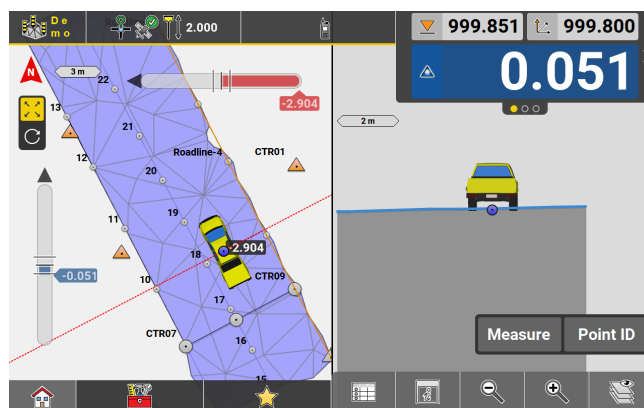 De
mo
2.000
999.851
999.800
0.051
N
3 m
22
-2.904
2 m
13
21
Roadline-4
CTR01
12
20
19
11
-2.904
18
-0.051
10
CTR09
17
CTR07
16
Measure
Point ID
15